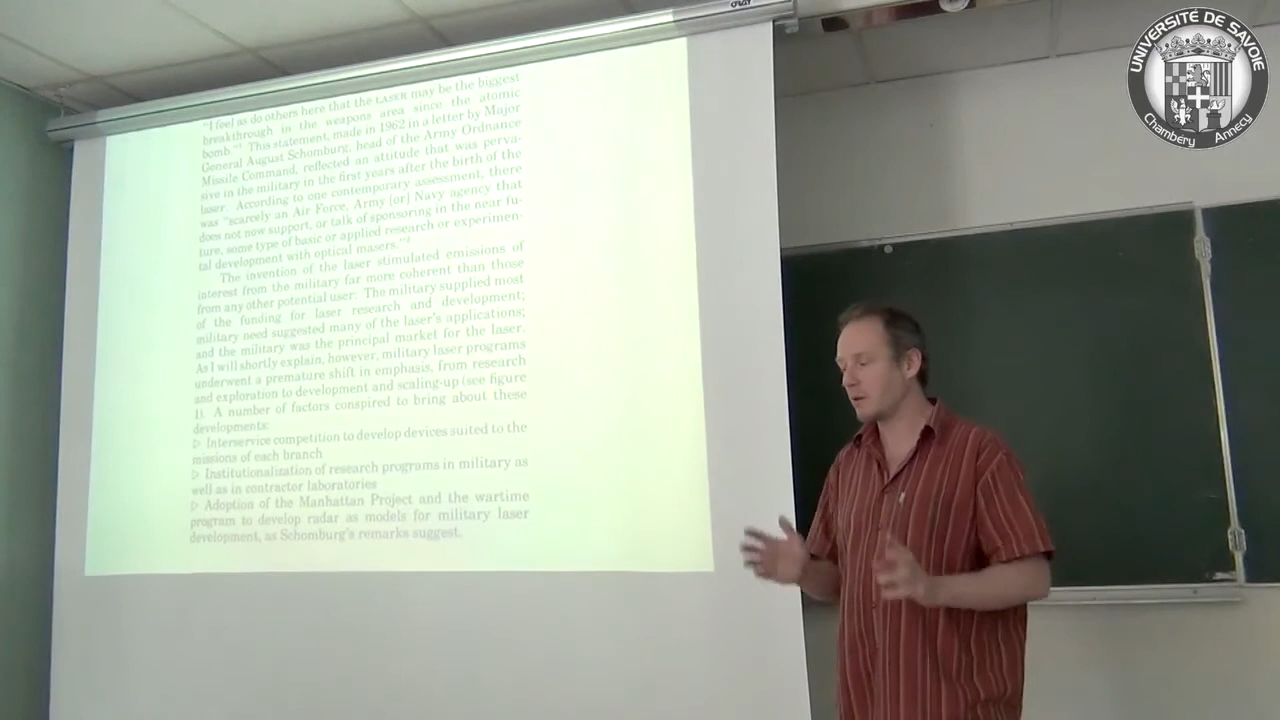 ORAY
UNIVERSITÉ DE SAVOIE
Chambéry Annecy
"I feel as do others here that the LASER may be the biggest
breakthrough in the weapons area since the atomic
bomb."¹ This statement, made in 1962 in a letter by Major
General August Schomburg, head of the Army Ordnance
Missile Command, reflected an attitude that was perva-
sive in the military in the first years after the birth of the
laser. According to one contemporary assessment, there
was "scarcely an Air Force, Army [or] Navy agency that
does not now support, or talk of sponsoring in the near fu-
ture, some type of basic or applied research or experimen-
tal development with optical masers."²
The invention of the laser stimulated emissions of
interest from the military far more coherent than those
from any other potential user: The military supplied most
of the funding for laser research and development;
military need suggested many of the laser's applications;
and the military was the principal market for the laser.
As I will shortly explain, however, military laser programs
underwent a premature shift in emphasis, from research
and exploration to development and scaling-up (see figure
1). A number of factors conspired to bring about these
developments:
▷ Interservice competition to develop devices suited to the
missions of each branch
▷ Institutionalization of research programs in military as
well as in contractor laboratories
▷ Adoption of the Manhattan Project and the wartime
program to develop radar as models for military laser
development, as Schomburg's remarks suggest.